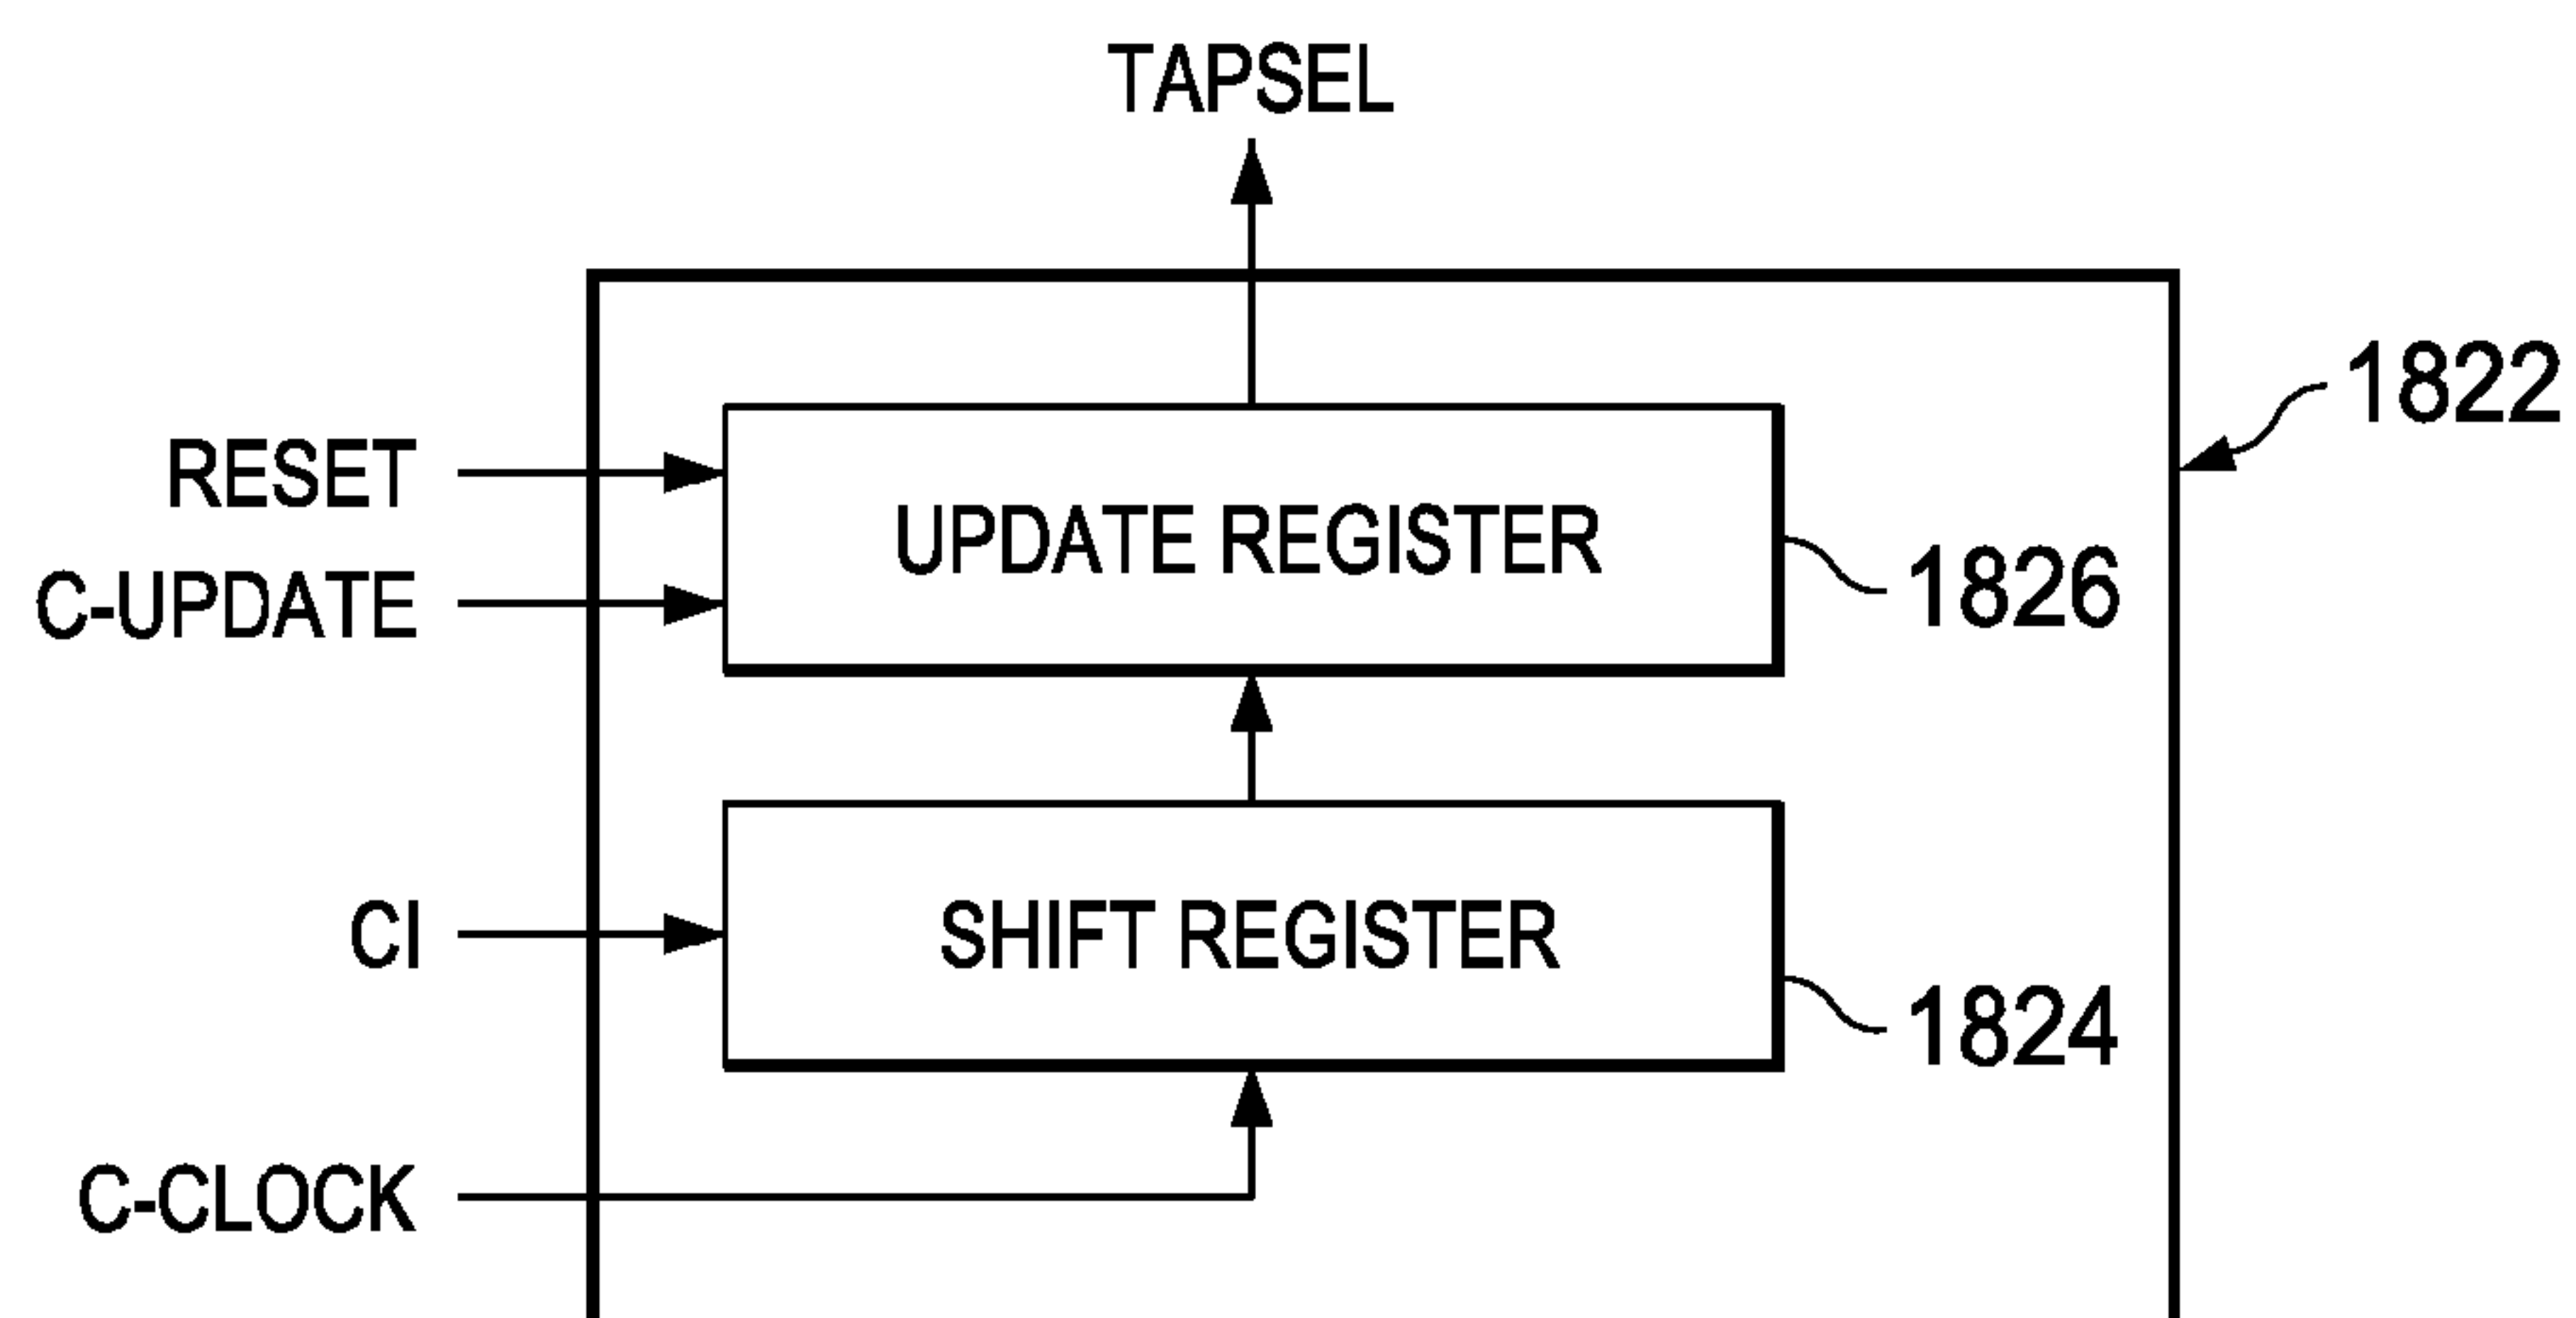 TAPSEL
1822
RESET
UPDATE REGISTER
C-UPDATE
1826
CI
SHIFT REGISTER
1824
C-CLOCK